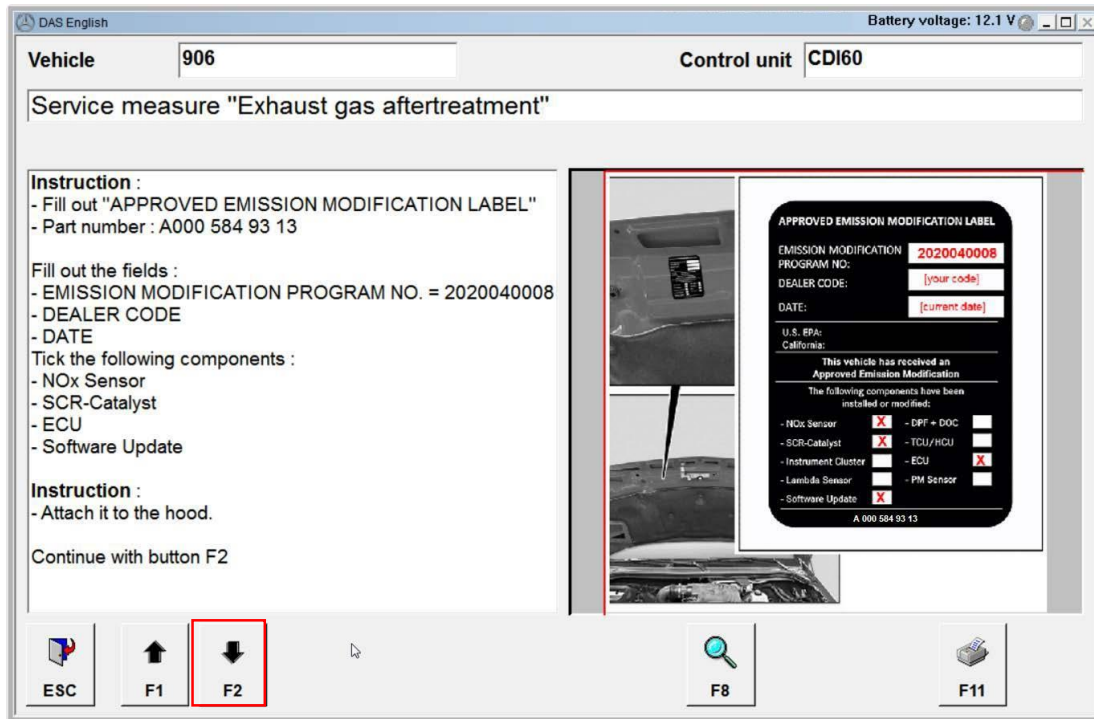 DAS English
Battery voltage: 12.1 V
Vehicle
906
Control unit
CDI60
Service measure "Exhaust gas aftertreatment"
Instruction :
- Fill out "APPROVED EMISSION MODIFICATION LABEL"
- Part number : A000 584 93 13
Fill out the fields :
- EMISSION MODIFICATION PROGRAM NO. = 2020040008
- DEALER CODE
- DATE
Tick the following components :
- NOx Sensor
- SCR-Catalyst
- ECU
- Software Update
Instruction :
- Attach it to the hood.
Continue with button F2
APPROVED EMISSION MODIFICATION LABEL
EMISSION MODIFICATION
PROGRAM NO:
2020040008
DEALER CODE:
[your code]
DATE:
[current date]
U.S. EPA:
California:
This vehicle has received an
Approved Emission Modification
The following components have been
installed or modified:
- NOx Sensor X - DPF + DOC
- SCR-Catalyst X - TCU/HCU
- Instrument Cluster - ECU X
- Lambda Sensor - PM Sensor
- Software Update X
A 000 584 93 13
ESC
F1
F2
F8
F11